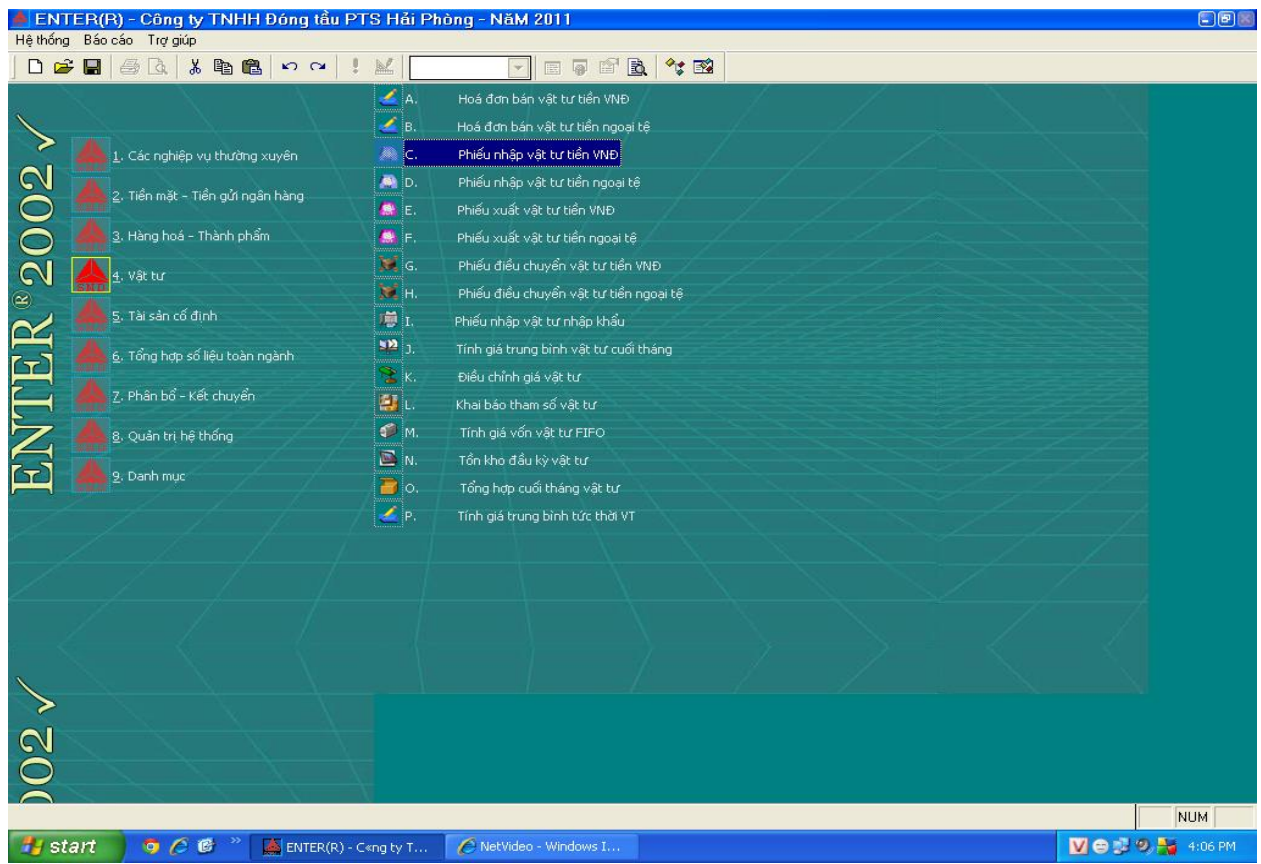 ENTER(R) - Công ty TNHH Đóng tầu PTS Hải Phòng - NăM 2011
Hệ thống Báo cáo Trợ giúp
ENTER®2002
002
1. Các nghiệp vụ thường xuyên
2. Tiền mặt - Tiền gửi ngân hàng
3. Hàng hoá - Thành phẩm
4. Vật tư
5. Tài sản cố định
6. Tổng hợp số liệu toàn ngành
7. Phân bổ - Kết chuyển
8. Quản trị hệ thống
9. Danh mục
A. Hoá đơn bán vật tư tiền VNĐ
B. Hoá đơn bán vật tư tiền ngoại tệ
C. Phiếu nhập vật tư tiền VNĐ
D. Phiếu nhập vật tư tiền ngoại tệ
E. Phiếu xuất vật tư tiền VNĐ
F. Phiếu xuất vật tư tiền ngoại tệ
G. Phiếu điều chuyển vật tư tiền VNĐ
H. Phiếu điều chuyển vật tư tiền ngoại tệ
I. Phiếu nhập vật tư nhập khẩu
J. Tính giá trung bình vật tư cuối tháng
K. Điều chỉnh giá vật tư
L. Khai báo tham số vật tư
M. Tính giá vốn vật tư FIFO
N. Tồn kho đầu kỳ vật tư
O. Tổng hợp cuối tháng vật tư
P. Tính giá trung bình tức thời VT
NUM
start
ENTER(R) - C«ng ty T...
NetVideo - Windows I...
V
4:06 PM